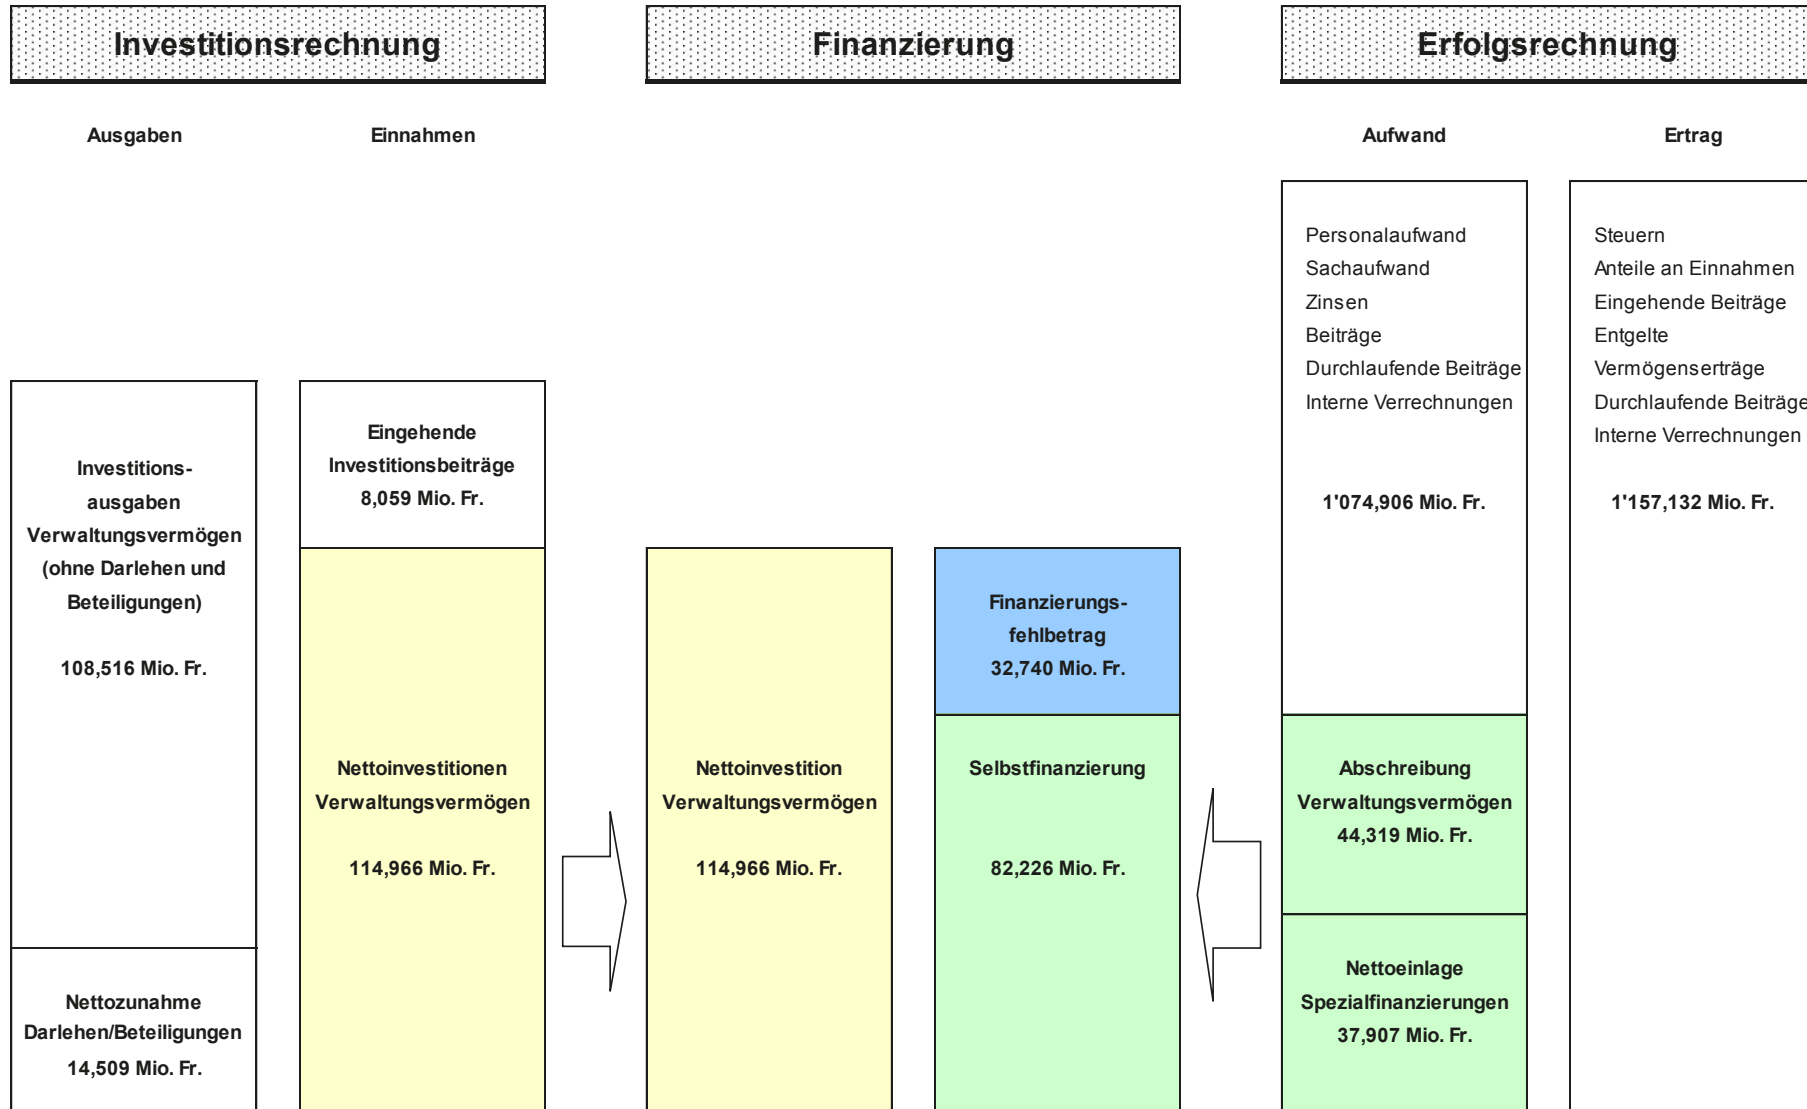 Investitionsrechnung
Finanzierung
Erfolgsrechnung
Ausgaben
Einnahmen
Aufwand
Ertrag
Investitions-
ausgaben
Verwaltungsvermögen
(ohne Darlehen und
Beteiligungen)
108,516 Mio. Fr.
Nettozunahme
Darlehen/Beteiligungen
14,509 Mio. Fr.
Eingehende
Investitionsbeiträge
8,059 Mio. Fr.
Nettoinvestitionen
Verwaltungsvermögen
114,966 Mio. Fr.
Nettoinvestition
Verwaltungsvermögen
114,966 Mio. Fr.
Finanzierungs-
fehlbetrag
32,740 Mio. Fr.
Selbstfinanzierung
82,226 Mio. Fr.
Personalaufwand
Sachaufwand
Zinsen
Beiträge
Durchlaufende Beiträge
Interne Verrechnungen
1'074,906 Mio. Fr.
Abschreibung
Verwaltungsvermögen
44,319 Mio. Fr.
Nettoeinlage
Spezialfinanzierungen
37,907 Mio. Fr.
Steuern
Anteile an Einnahmen
Eingehende Beiträge
Entgelte
Vermögenserträge
Durchlaufende Beiträge
Interne Verrechnungen
1'157,132 Mio. Fr.